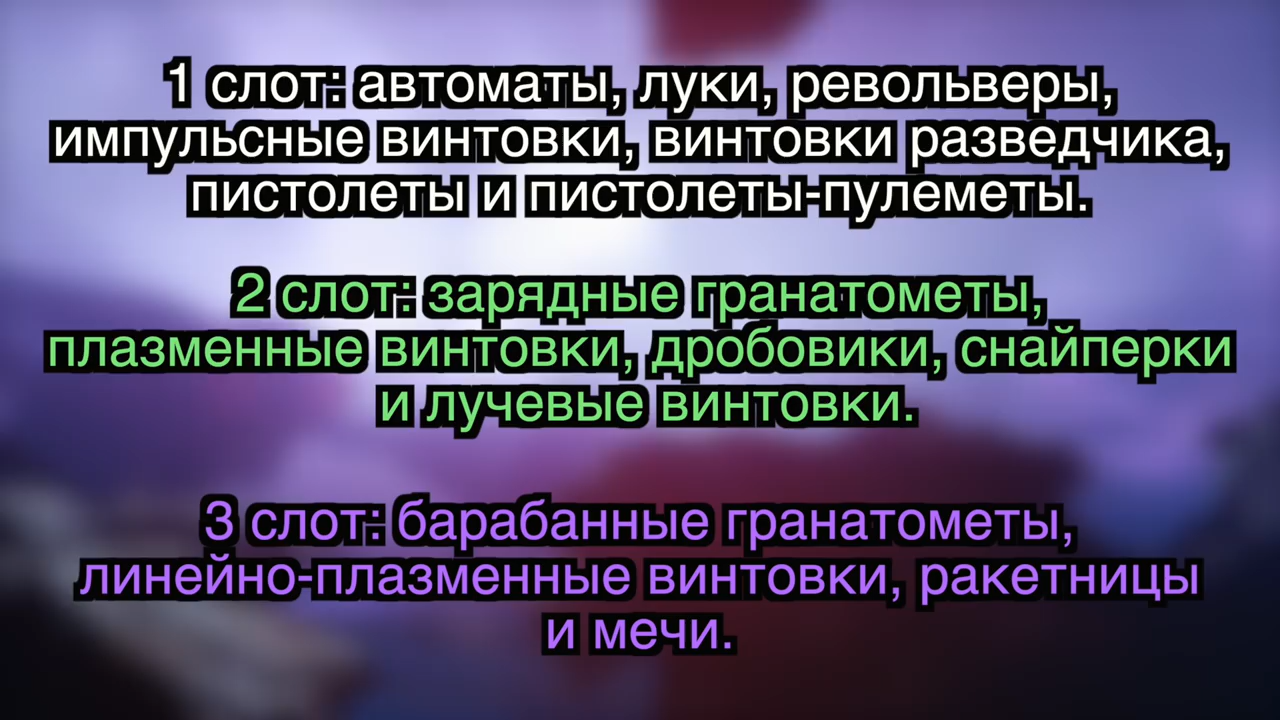 1 слот: автоматы, луки, револьверы,
импульсные винтовки, винтовки разведчика,
пистолеты и пистолеты-пулеметы.
2 слот: зарядные гранатометы,
плазменные винтовки, дробовики, снайперки
и лучевые винтовки.
3 слот: барабанные гранатометы,
линейно-плазменные винтовки, ракетницы
и мечи.